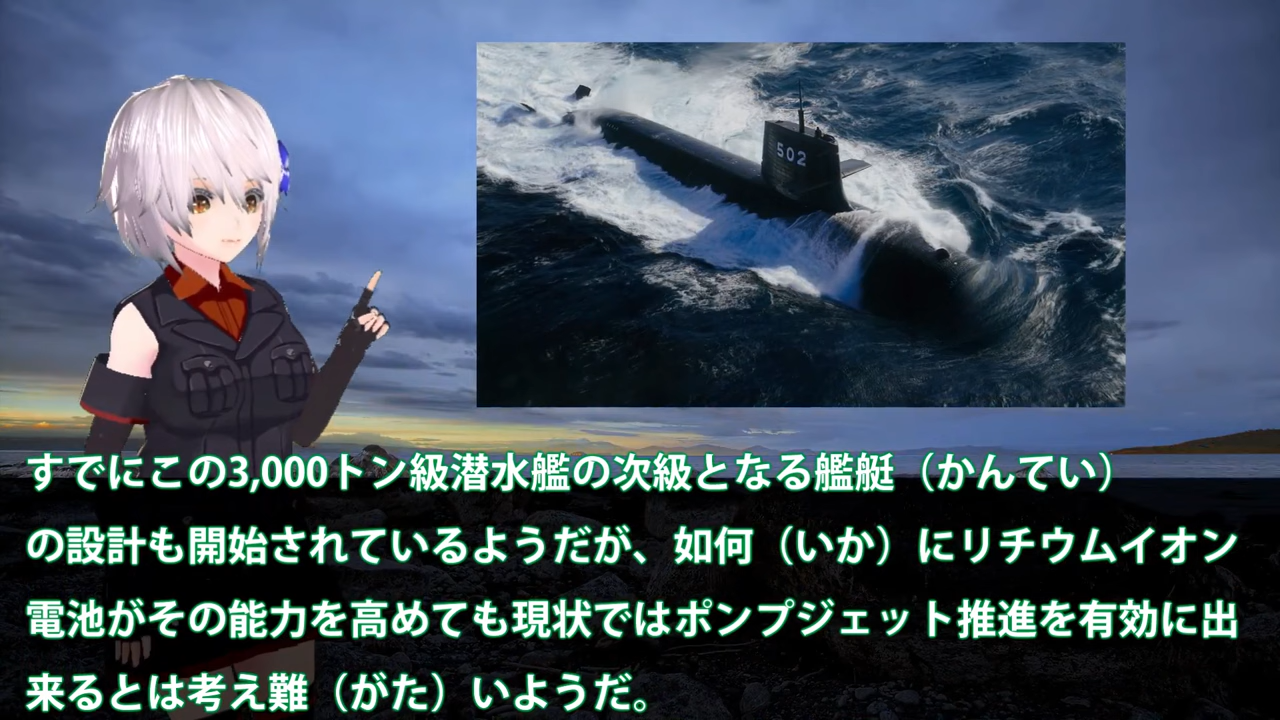 502
すでにこの3,000トン級潜水艦の次級となる艦艇（かんてい）
の設計も開始されているようだが、如何（いか）にリチウムイオン
電池がその能力を高めても現状ではポンプジェット推進を有効に出
来るとは考え難（がた）いようだ。